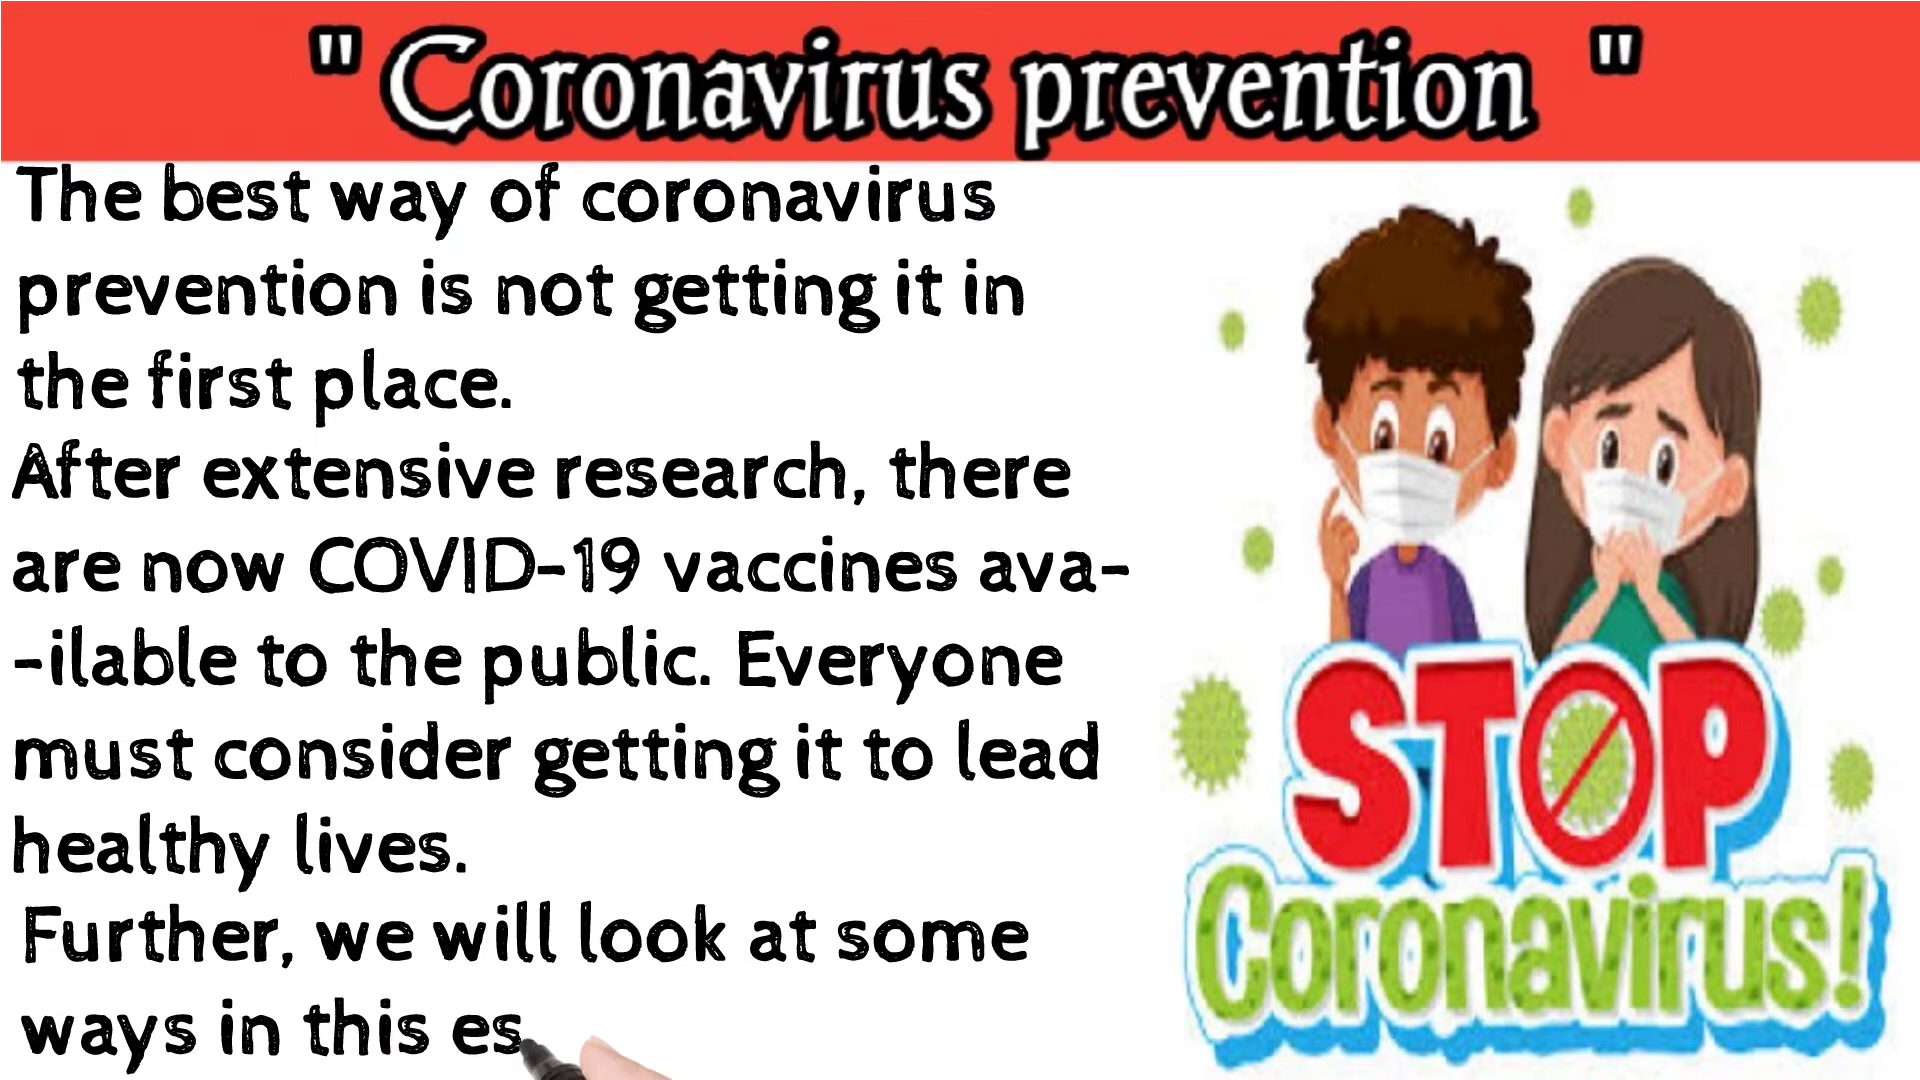 " Coronavirus prevention "
The best way of coronavirus
prevention is not getting it in
the first place.
After extensive research, there
are now COVID-19 vaccines ava-
-ilable to the public. Everyone
must consider getting it to lead
healthy lives.
Further, we will look at some
ways in this es
STOP
Coronavirus!